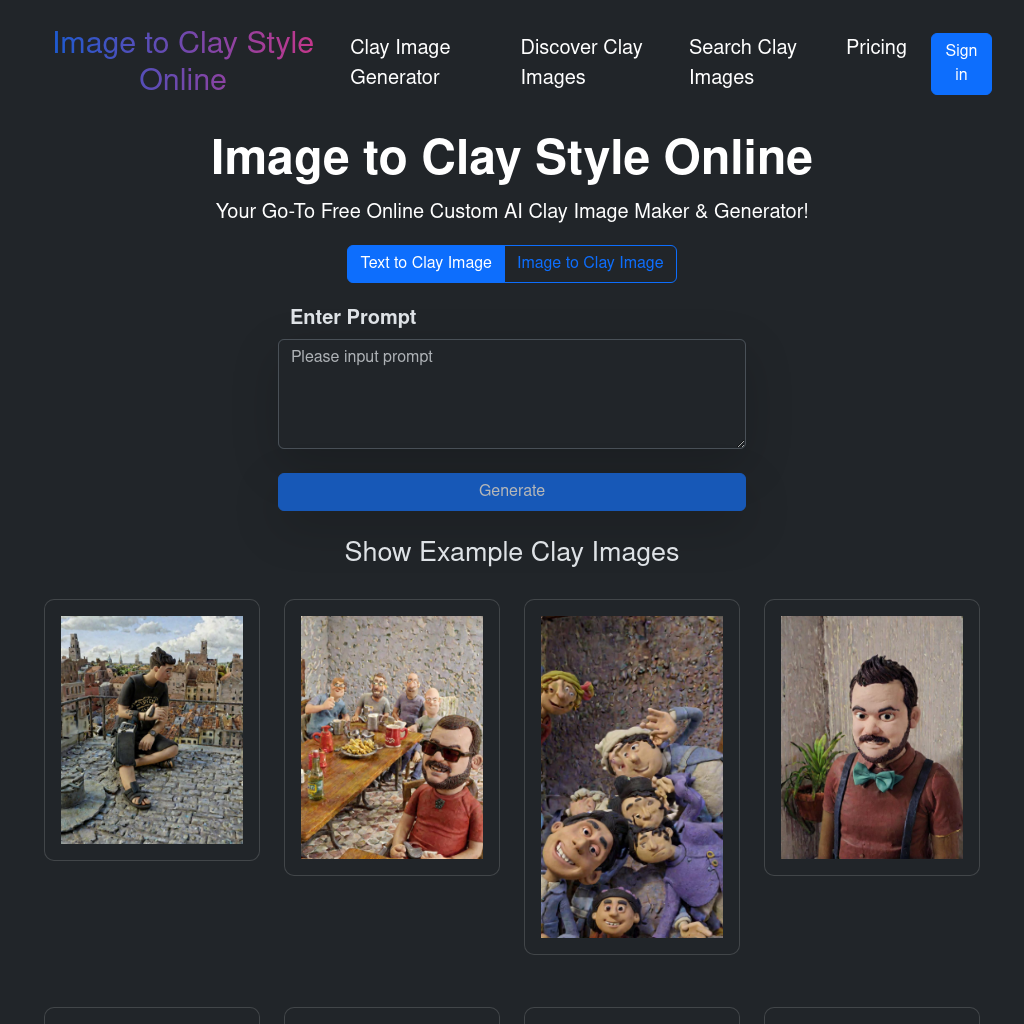 Image to Clay Style
Online
Clay Image
Generator
Discover Clay
Images
Search Clay
Images
Pricing
Sign
in
Image to Clay Style Online
Your Go-To Free Online Custom AI Clay Image Maker & Generator!
Text to Clay Image
Image to Clay Image
Enter Prompt
Please input prompt
Generate
Show Example Clay Images